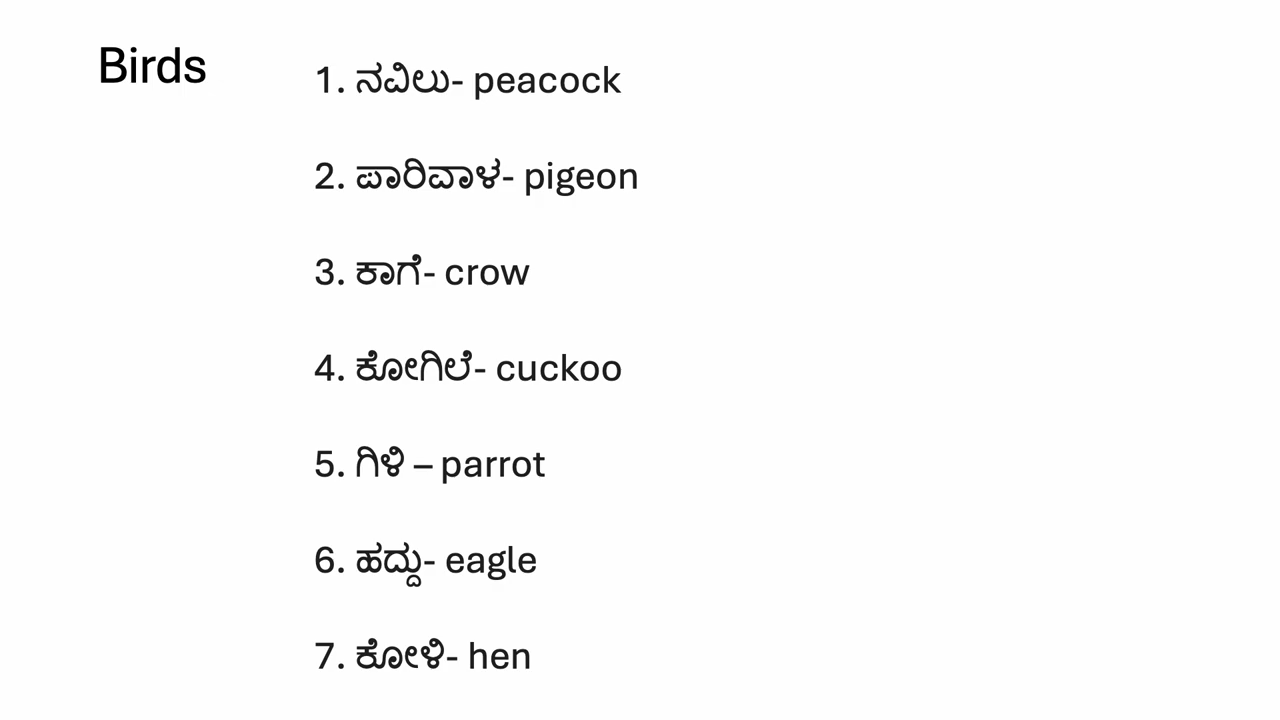 Birds
1. ನವಿಲು- peacock
2. ಪಾರಿವಾಳ- pigeon
3. ಕಾಗೆ- crow
4. ಕೋಗಿಲೆ- cuckoo
5. ಗಿಳಿ – parrot
6. ಹದ್ದು- eagle
7. ಕೋಳಿ- hen